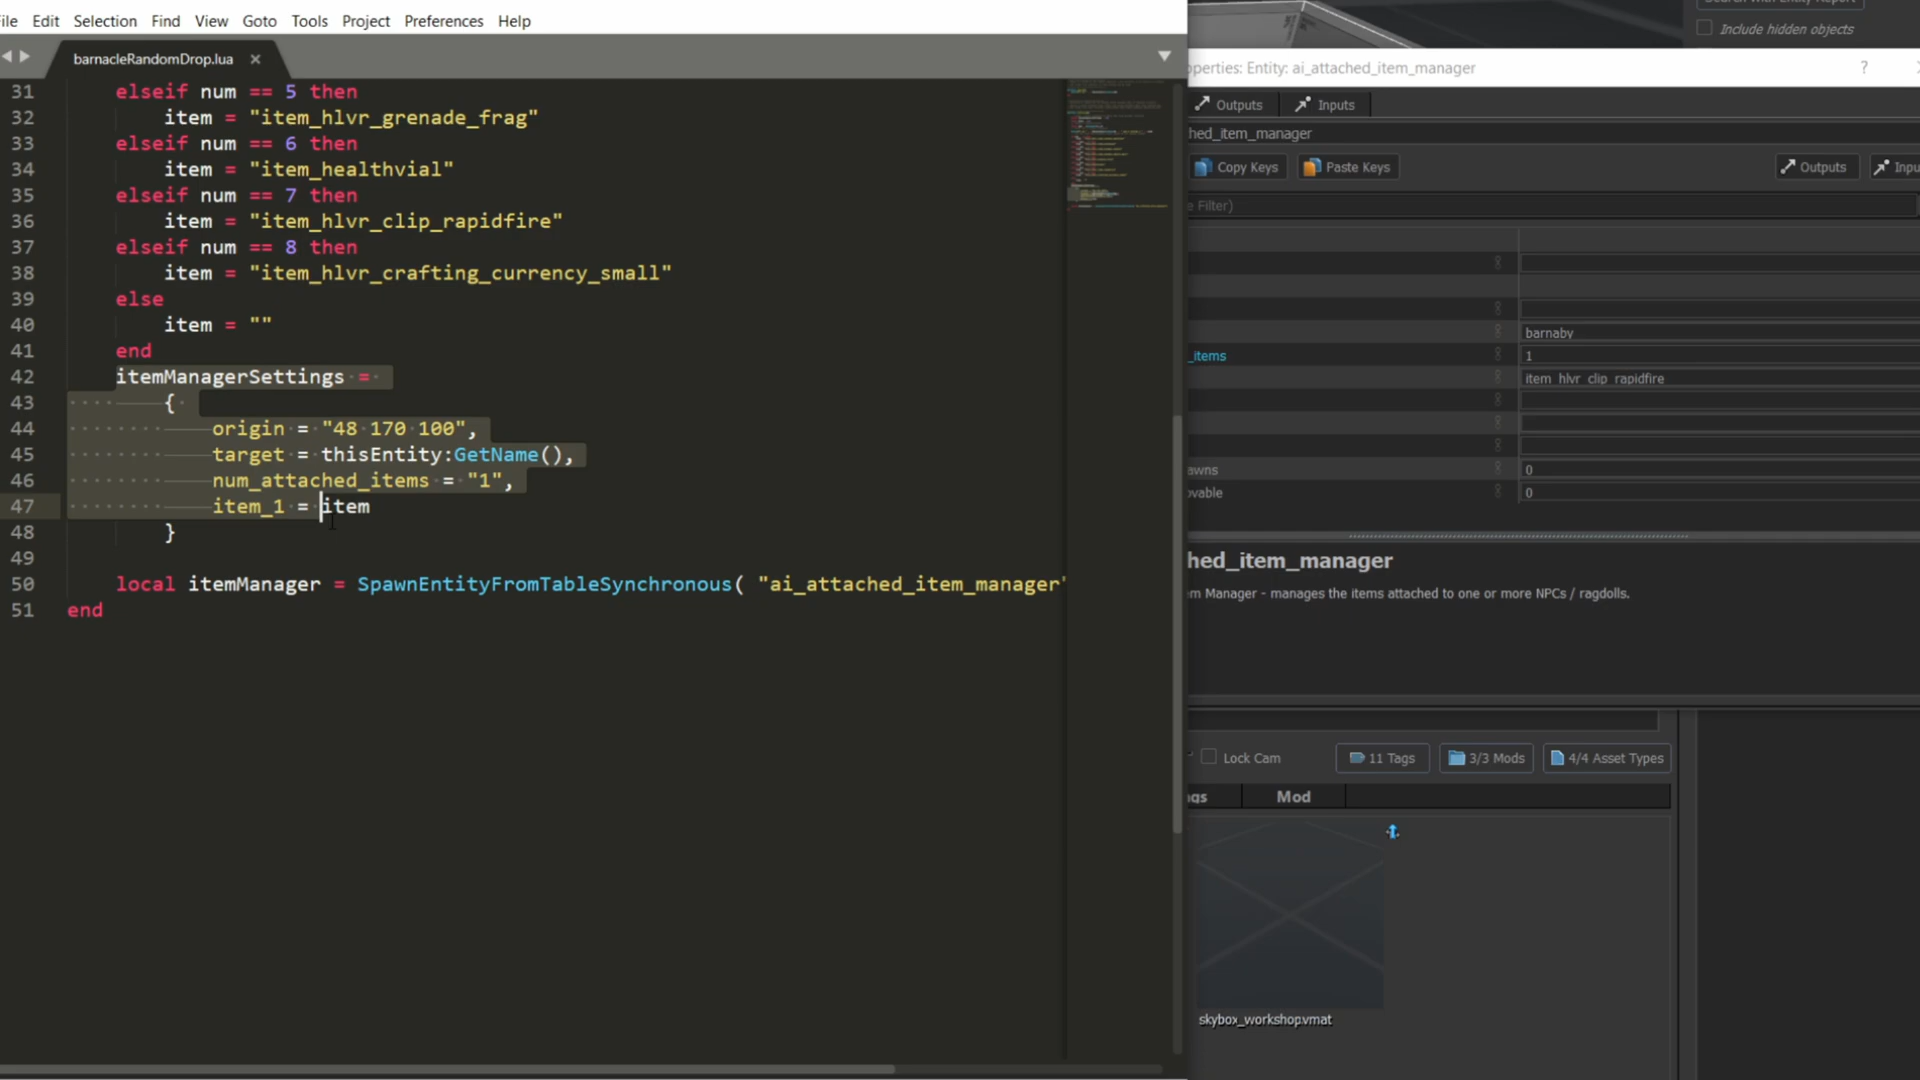 Edit Selection Find View Goto Tools Project Preferences Help
barnacleRandomDrop.lua
31 elseif num == 5 then
32 item = "item_hlvr_grenade_frag"
33 elseif num == 6 then
34 item = "item_healthvial"
35 elseif num == 7 then
36 item = "item_hlvr_clip_rapidfire"
37 elseif num == 8 then
38 item = "item_hlvr_crafting_currency_small"
39 else
40 item = ""
41 end
42 itemManagerSettings =
43 {
44 origin = "48 170 100",
45 target = thisEntity:GetName(),
46 num_attached_items = "1",
47 item_1 = item
48 }
49
50 local itemManager = SpawnEntityFromTableSynchronous( "ai_attached_item_manager"
51 end
Include hidden objects
operties: Entity: ai_attached_item_manager
?
Outputs Inputs
hed_item_manager
Copy Keys Paste Keys Outputs Inpu
e Filter)
barnaby
_items 1
item_hlvr_clip_rapidfire
awns 0
ovable 0
hed_item_manager
m Manager - manages the items attached to one or more NPCs / ragdolls.
Lock Cam 11 Tags 3/3 Mods 4/4 Asset Types
ags Mod
skybox_workshop.vmat